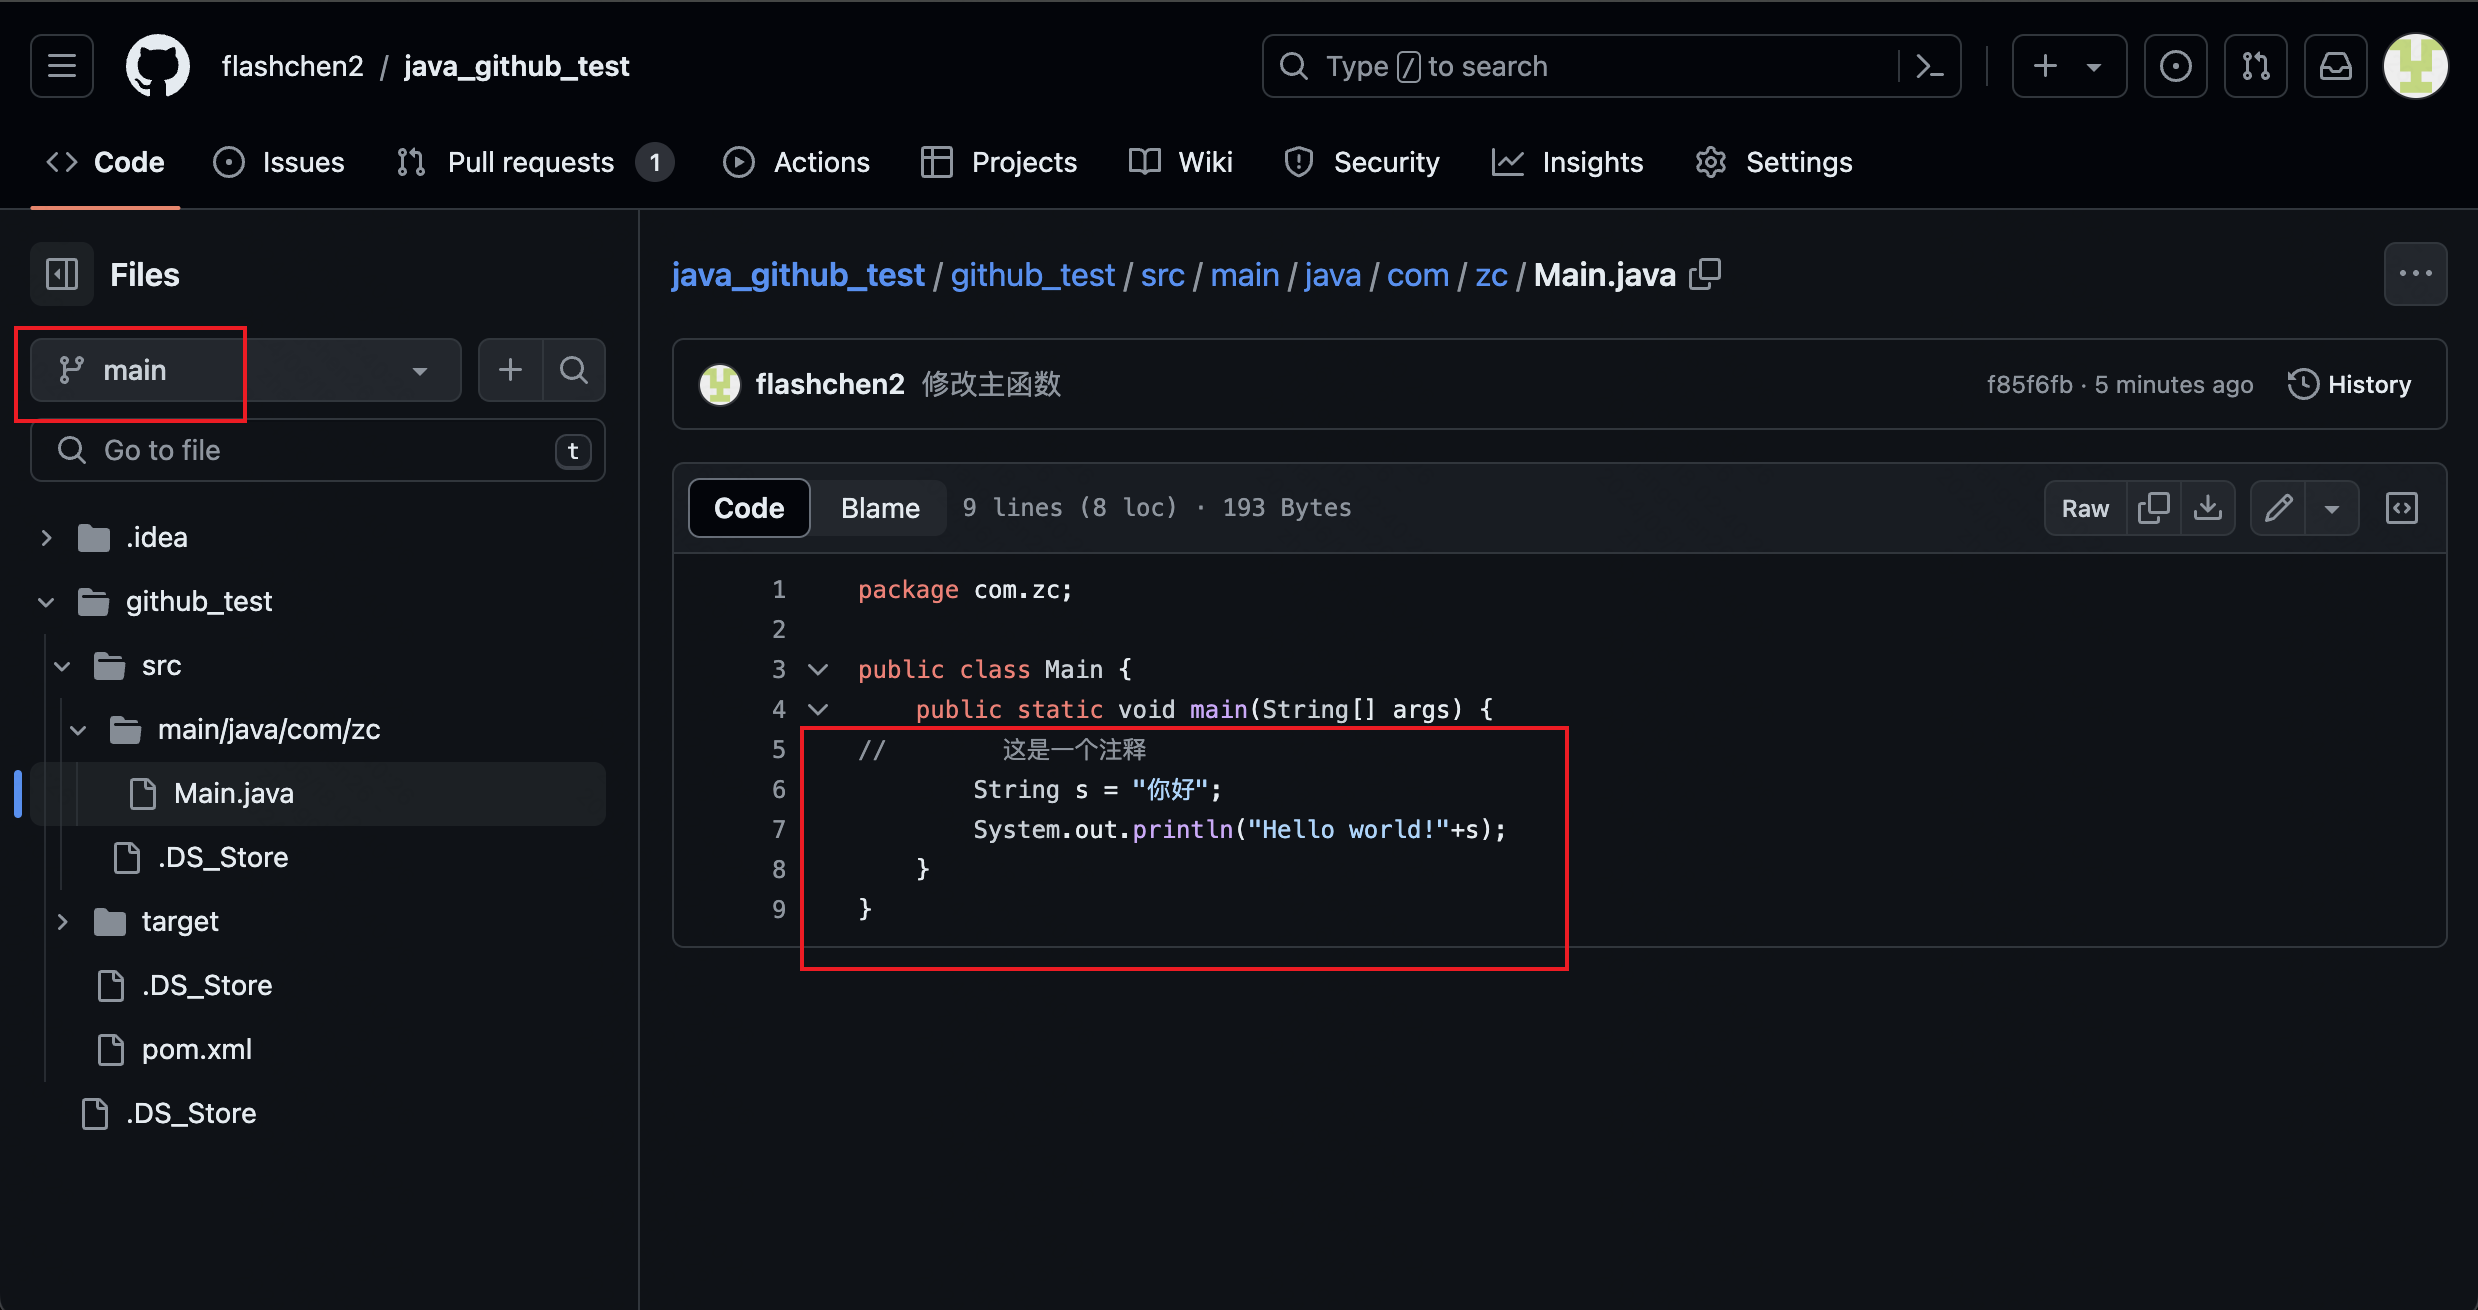 flashchen2 / java_github_test
Type / to search
Code
Issues
Pull requests 1
Actions
Projects
Wiki
Security
Insights
Settings
Files
main
Go to file
t
.idea
github_test
src
main/java/com/zc
Main.java
.DS_Store
target
.DS_Store
pom.xml
.DS_Store
java_github_test / github_test / src / main / java / com / zc / Main.java
flashchen2 修改主函数
f85f6fb · 5 minutes ago
History
Code
Blame
9 lines (8 loc) · 193 Bytes
Raw
1 package com.zc;
2
3 public class Main {
4     public static void main(String[] args) {
5 //        这是一个注释
6         String s = "你好";
7         System.out.println("Hello world!"+s);
8     }
9 }